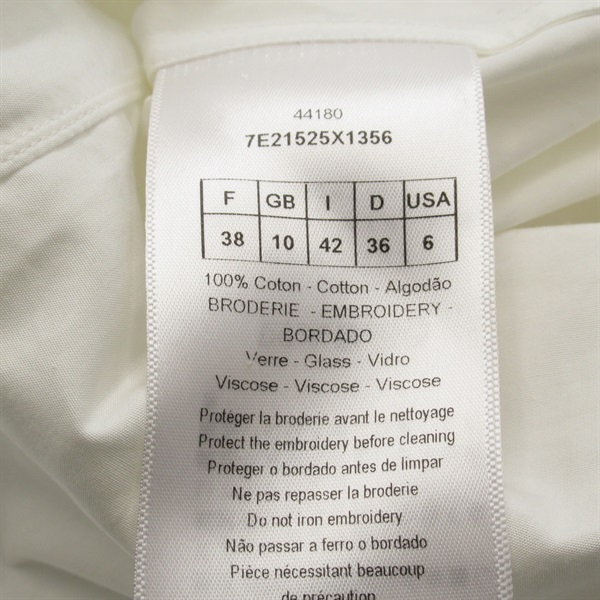 44180
7E21525X1356
F GB I D USA
38 10 42 36 6
100% Coton - Cotton - Algodão
BRODERIE - EMBROIDERY -
BORDADO
Verre - Glass - Vidro
Viscose - Viscose - Viscose
Protéger la broderie avant le nettoyage
Protect the embroidery before cleaning
Proteger o bordado antes de limpar
Ne pas repasser la broderie
Do not iron embroidery
Não passar a ferro o bordado
Pièce nécessitant beaucoup
de précaution